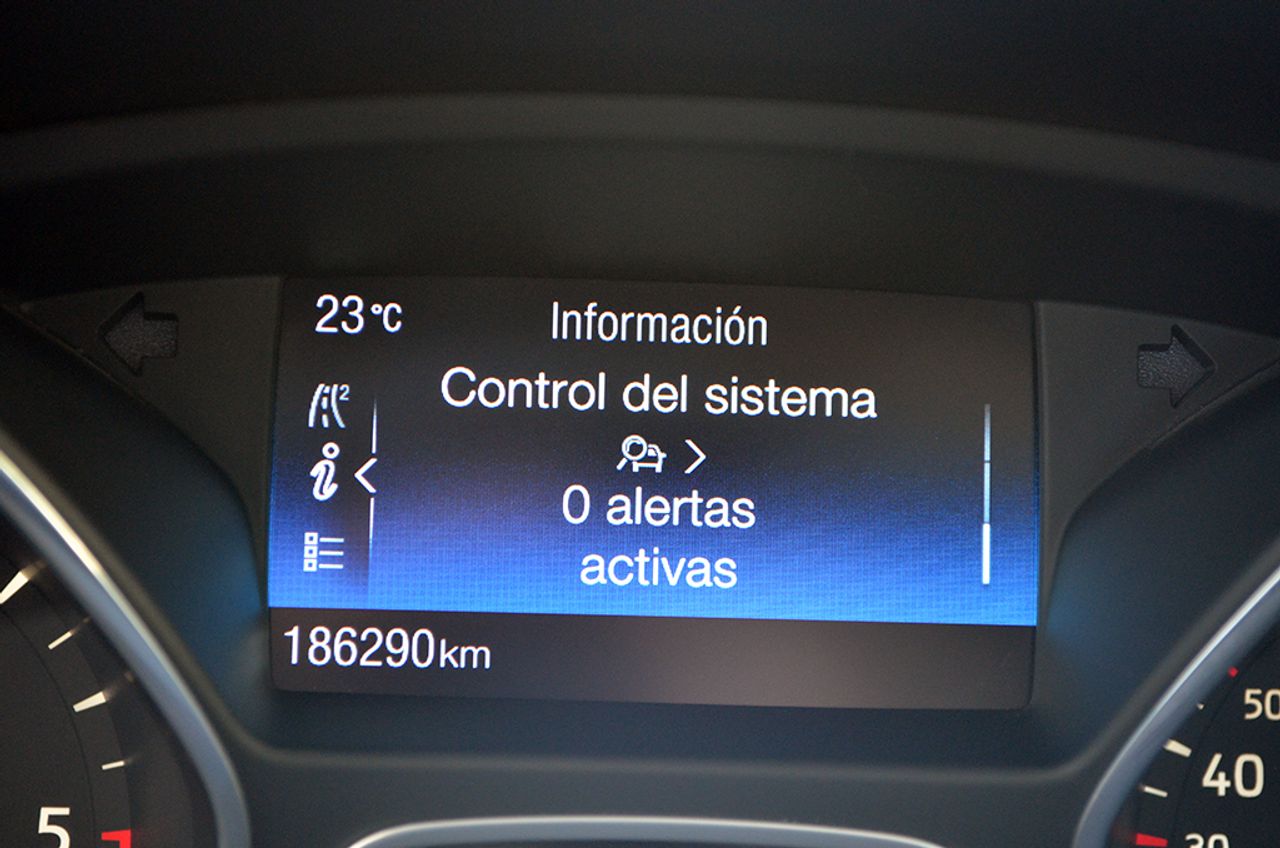 23°C
Información
Control del sistema
0 alertas
activas
186290km
50
40
30
5